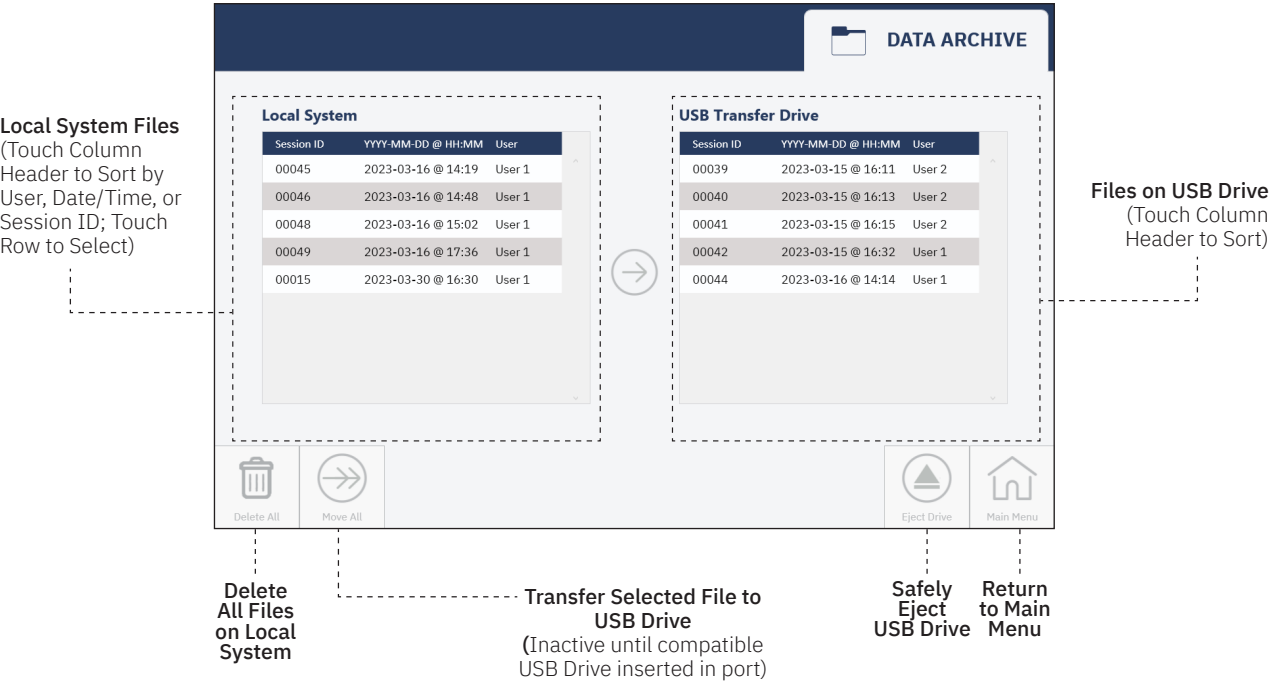 DATA ARCHIVE
Local System Files
(Touch Column
Header to Sort by
User, Date/Time, or
Session ID; Touch
Row to Select)
Local System
Session ID YYYY-MM-DD @ HH:MM User
00045 2023-03-16 @ 14:19 User 1
00046 2023-03-16 @ 14:48 User 1
00048 2023-03-16 @ 15:02 User 1
00049 2023-03-16 @ 17:36 User 1
00015 2023-03-30 @ 16:30 User 1
USB Transfer Drive
Session ID YYYY-MM-DD @ HH:MM User
00039 2023-03-15 @ 16:11 User 2
00040 2023-03-15 @ 16:13 User 2
00041 2023-03-15 @ 16:15 User 2
00042 2023-03-15 @ 16:32 User 1
00044 2023-03-16 @ 14:14 User 1
Files on USB Drive
(Touch Column
Header to Sort)
Delete All
Move All
Eject Drive
Main Menu
Delete
All Files
on Local
System
Transfer Selected File to
USB Drive
(Inactive until compatible
USB Drive inserted in port)
Safely
Eject
USB Drive
Return
to Main
Menu